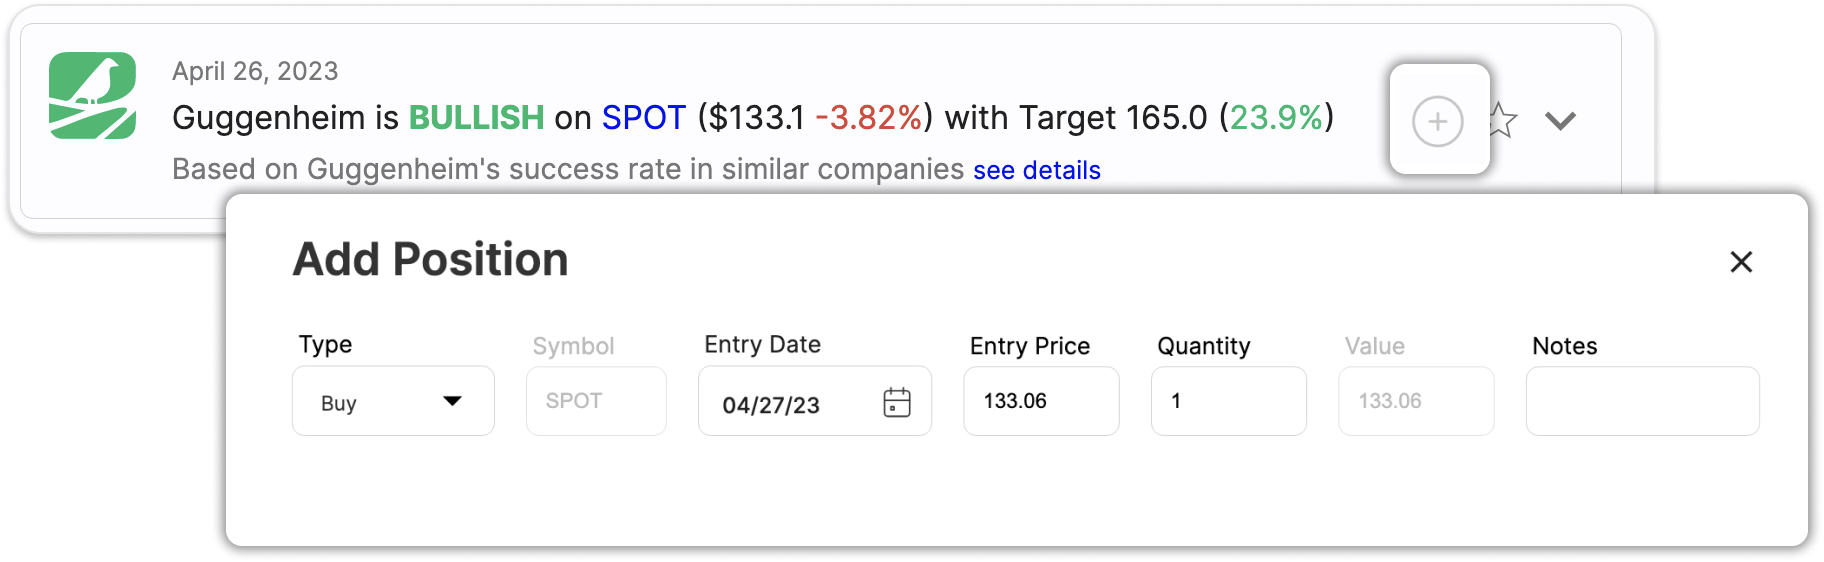 April 26, 2023
Guggenheim is BULLISH on SPOT ($133.1 -3.82%) with Target 165.0 (23.9%)
Based on Guggenheim's success rate in similar companies see details
Add Position
Type Symbol Entry Date Entry Price Quantity Value Notes
Buy SPOT 04/27/23 133.06 1 133.06